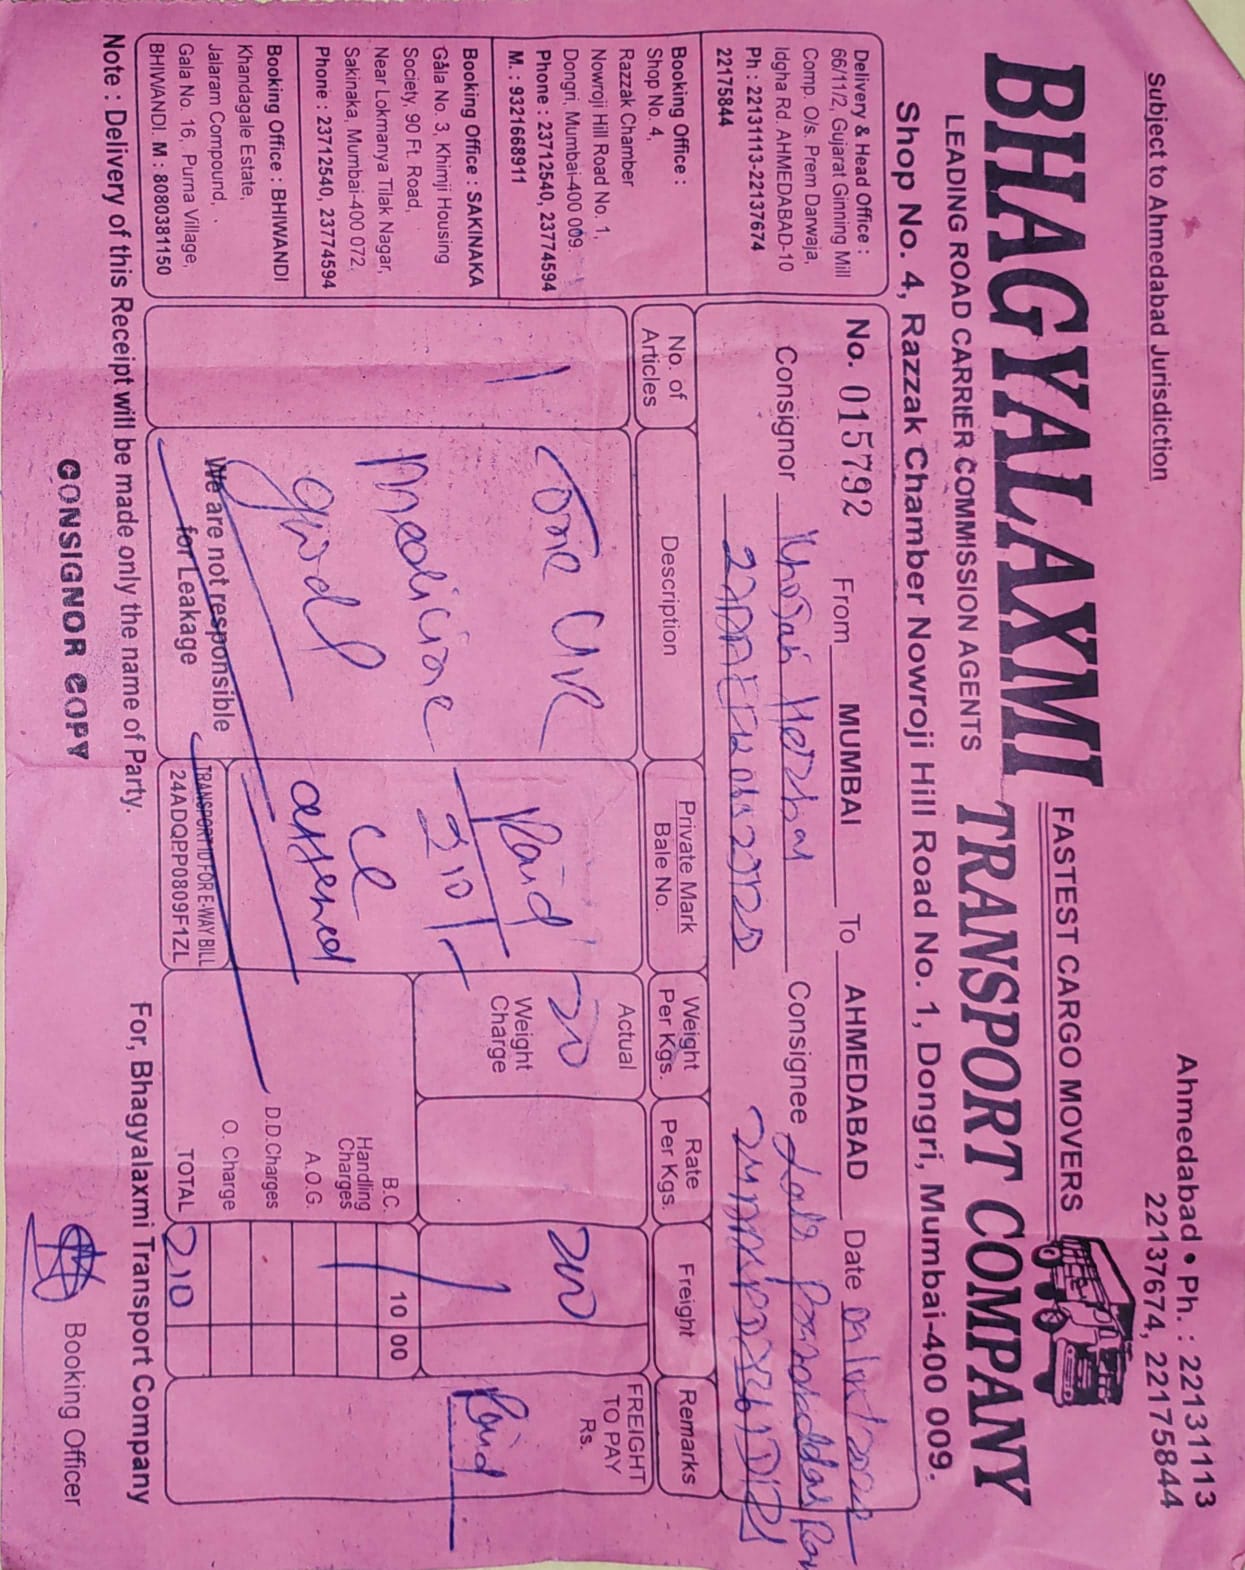 Subject to Ahmedabad Jurisdiction
Ahmedabad • Ph. : 22131113
22137674, 22175844
FASTEST CARGO MOVERS
BHAGYALAXMI TRANSPORT COMPANY
LEADING ROAD CARRIER COMMISSION AGENTS
Shop No. 4, Razzak Chamber Nowroji Hill Road No. 1, Dongri, Mumbai-400 009.
Delivery & Head Office :
66/11/2, Gujarat Ginning Mill
Comp. O/s. Prem Darwaja,
Idgha Rd. AHMEDABAD-10
Ph : 22131113-22137674
22175844
Booking Office :
Shop No. 4,
Razzak Chamber
Nowroji Hill Road No. 1,
Dongri, Mumbai-400 009.
Phone : 23712540, 23774594
M. : 9321668911
Booking Office : SAKINAKA
Gala No. 3, Khimji Housing
Society, 90 Ft. Road,
Near Lokmanya Tilak Nagar,
Sakinaka, Mumbai-400 072.
Phone : 23712540, 23774594
Booking Office : BHIWANDI
Khandagale Estate,
Jalaram Compound,
Gala No. 16, Purna Village,
BHIWANDI. M : 8080381150
No. 015792 From MUMBAI To AHMEDABAD Date
Consignor Consignee
No. of Articles
Description
Private Mark Bale No.
Weight Per Kgs.
Rate Per Kgs.
Freight
Remarks
1
one
Medicine
Paid
210/-
Actual
20
Weight Charge
200
FREIGHT TO PAY Rs.
Paid
B.C. 10 00
Handling Charges
A.O.G.
D.D.Charges
O. Charge
TOTAL 210
We are not responsible
for Leakage
TRANSPORT ID FOR E-WAY BILL
24ADQPP0809F1ZL
Note : Delivery of this Receipt will be made only the name of Party.
For, Bhagyalaxmi Transport Company
CONSIGNOR COPY
Booking Officer